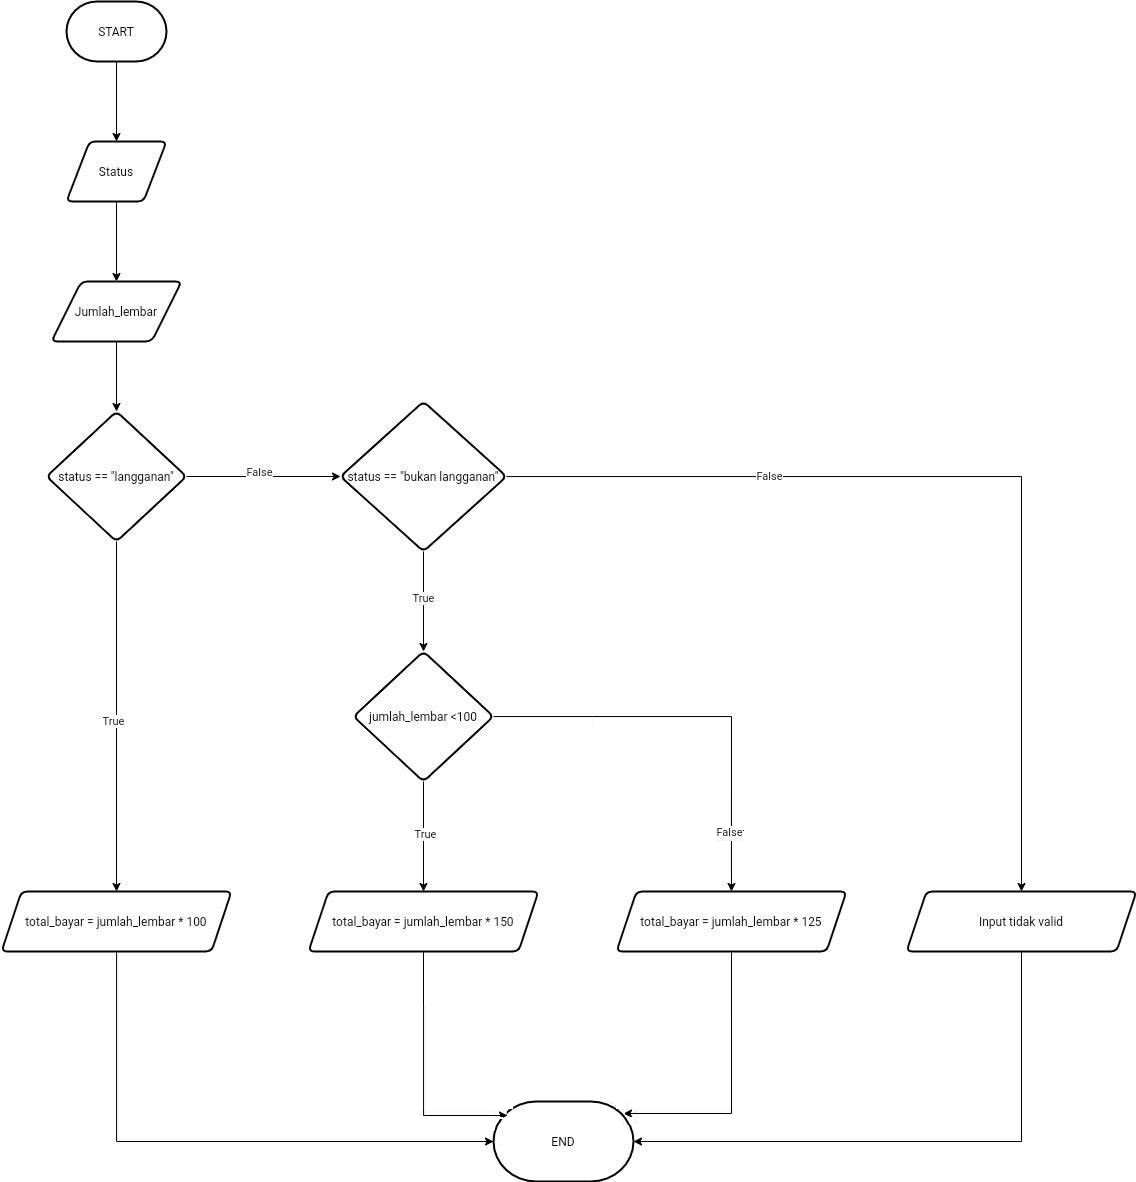 START
Status
Jumlah_lembar
status == "langganan"
False
status == "bukan langganan"
False
True
jumlah_lembar <100
True
True
False
total_bayar = jumlah_lembar * 100
total_bayar = jumlah_lembar * 150
total_bayar = jumlah_lembar * 125
Input tidak valid
END